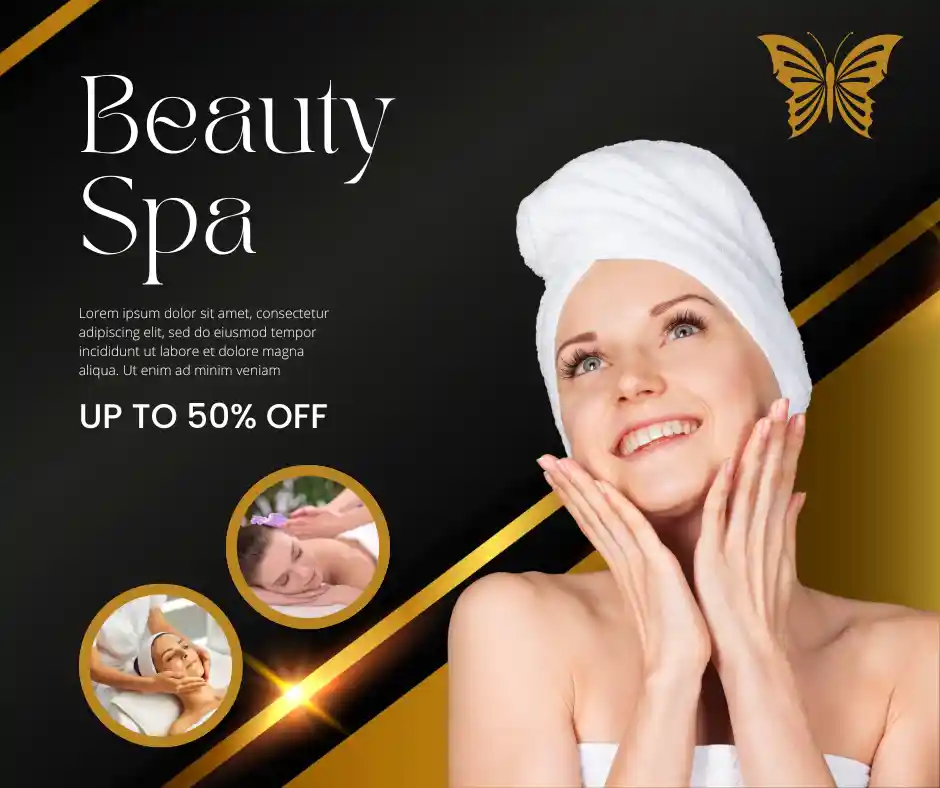 Beauty
Spa
Lorem ipsum dolor sit amet, consectetur
adipiscing elit, sed do eiusmod tempor
incididunt ut labore et dolore magna
aliqua. Ut enim ad minim veniam
UP TO 50% OFF